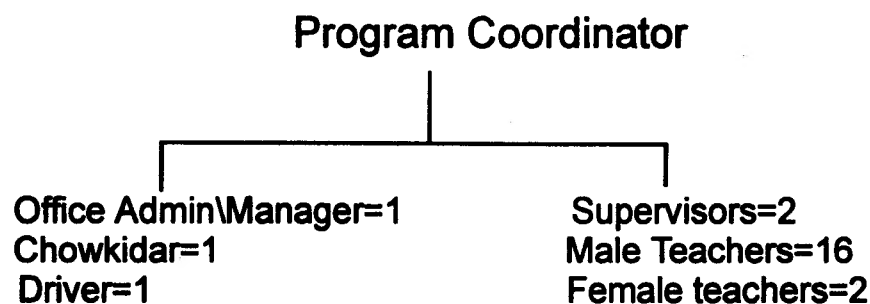 Program Coordinator
Office Admin\Manager=1
Chowkidar=1
Driver=1
Supervisors=2
Male Teachers=16
Female teachers=2